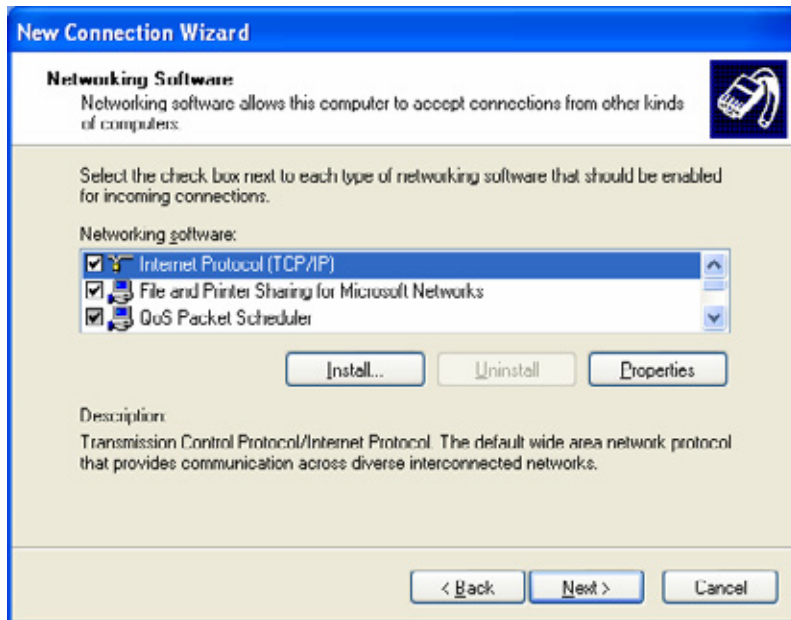 New Connection Wizard
Networking Software
Networking software allows this computer to accept connections from other kinds
of computers.
Select the check box next to each type of networking software that should be enabled
for incoming connections.
Networking software:
Internet Protocol (TCP/IP)
File and Printer Sharing for Microsoft Networks
QoS Packet Scheduler
Install...
Uninstall
Properties
Description:
Transmission Control Protocol/Internet Protocol. The default wide area network protocol
that provides communication across diverse interconnected networks.
< Back
Next >
Cancel